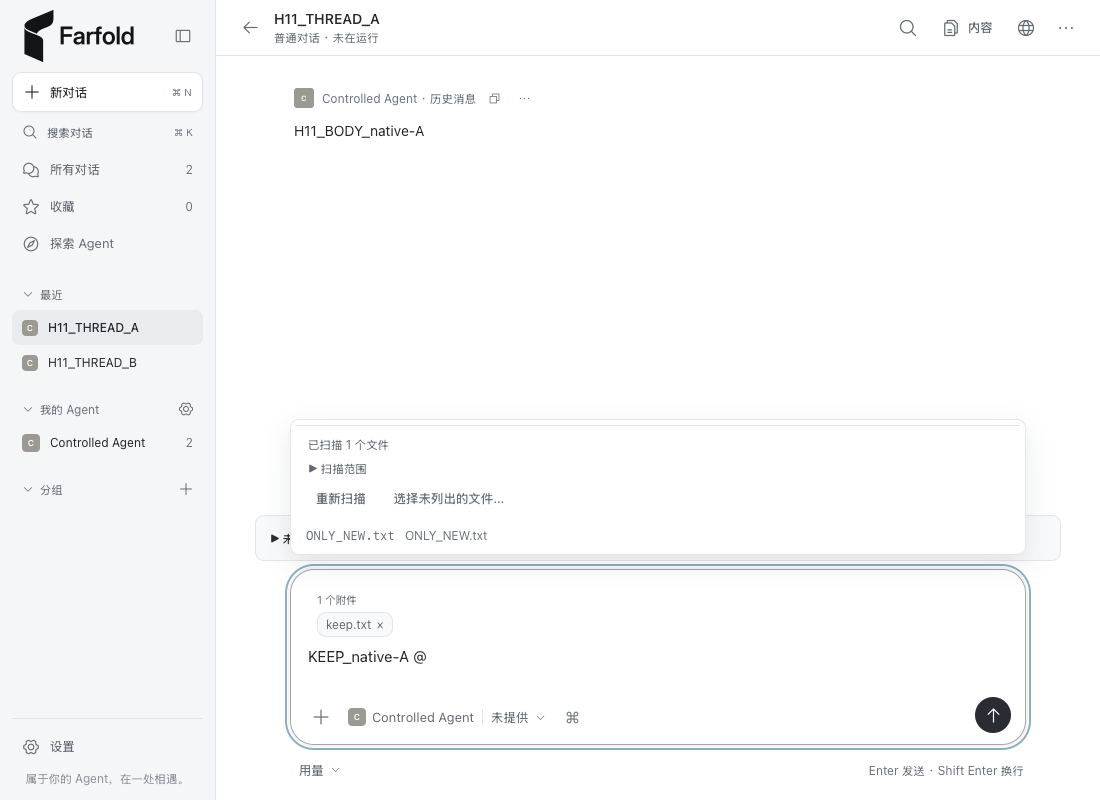 Farfold
新对话 ⌘ N
搜索对话 ⌘ K
所有对话 2
收藏 0
探索 Agent
最近
C H11_THREAD_A
C H11_THREAD_B
我的 Agent
C Controlled Agent 2
分组
设置
属于你的 Agent，在一处相遇。
H11_THREAD_A
普通对话 · 未在运行
内容
C Controlled Agent · 历史消息
H11_BODY_native-A
已扫描 1 个文件
扫描范围
重新扫描 选择未列出的文件...
ONLY_NEW.txt ONLY_NEW.txt
1 个附件
keep.txt ×
KEEP_native-A @
C Controlled Agent 未提供 ⌘
用量
Enter 发送 · Shift Enter 换行